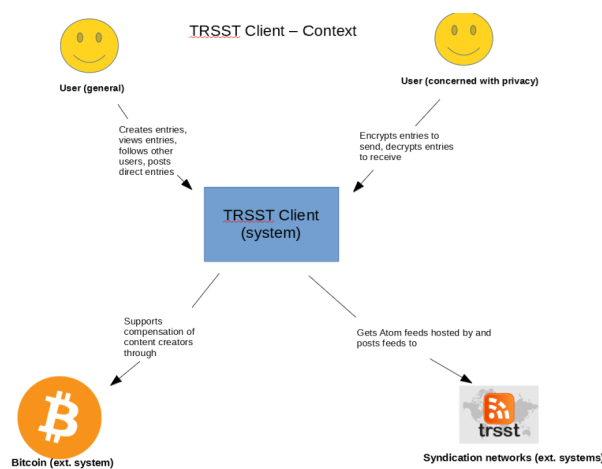 TRSST Client – Context
User (general)
User (concerned with privacy)
Creates entries,
views entries,
follows other
users, posts
direct entries
Encrypts entries to
send, decrypts entries
to receive
TRSST Client
(system)
Supports
compensation of
content creators
through
Gets Atom feeds hosted by and
posts feeds to
trsst
Bitcoin (ext. system)
Syndication networks (ext. systems)